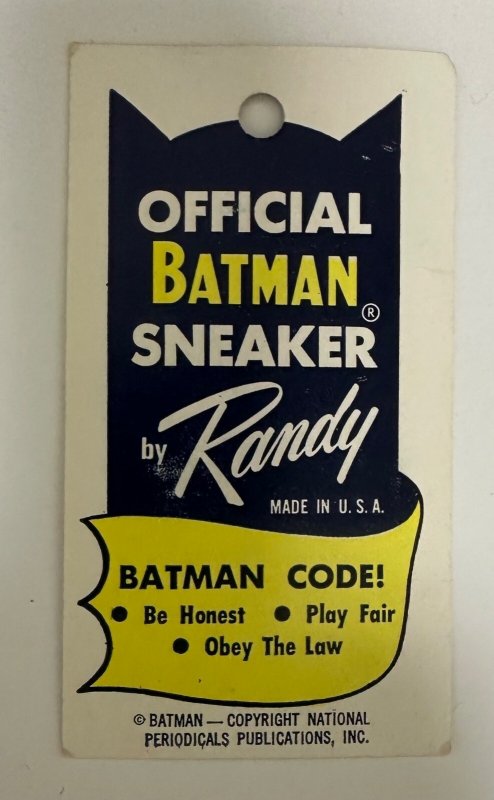 OFFICIAL
BATMAN
SNEAKER®
by Randy
MADE IN U.S.A.
BATMAN CODE!
• Be Honest • Play Fair
• Obey The Law
© BATMAN — COPYRIGHT NATIONAL
PERIODICALS PUBLICATIONS, INC.